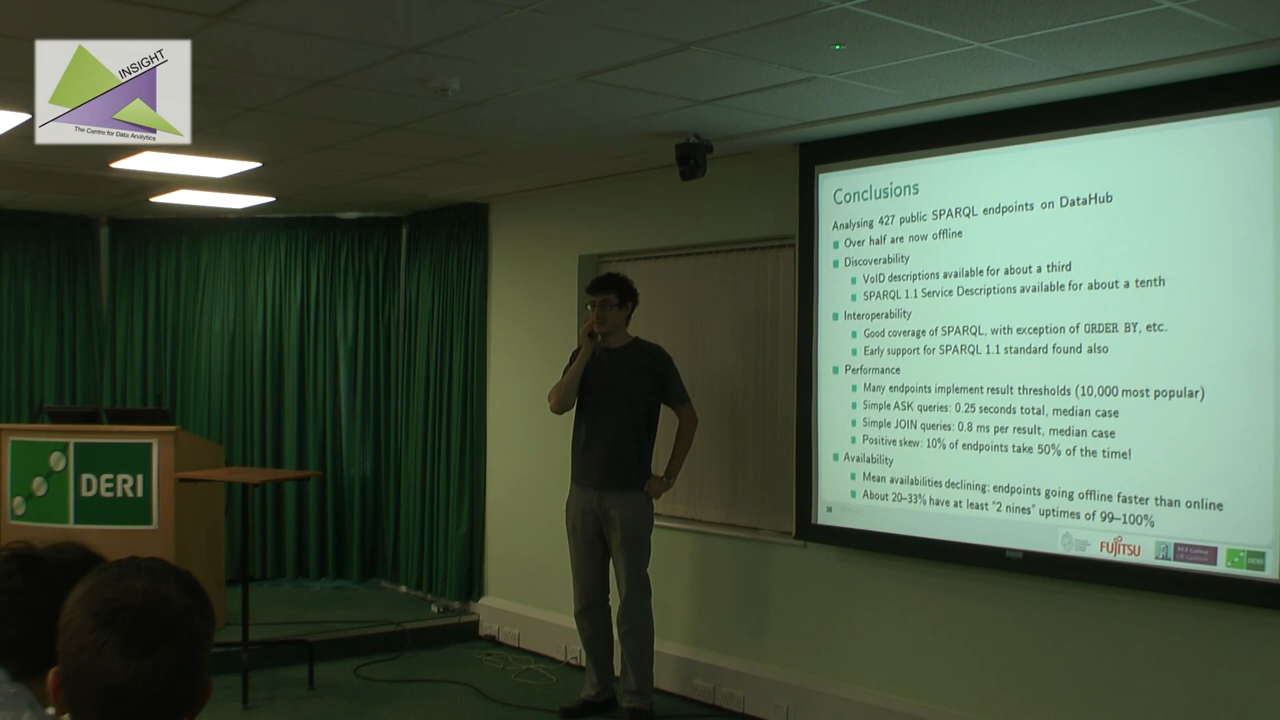 INSIGHT
The Centre for Data Analytics
Conclusions
Analysing 427 public SPARQL endpoints on DataHub
Over half are now offline
Discoverability
VoID descriptions available for about a third
SPARQL 1.1 Service Descriptions available for about a tenth
Interoperability
Good coverage of SPARQL, with exception of ORDER BY, etc.
Early support for SPARQL 1.1 standard found also
Performance
Many endpoints implement result thresholds (10,000 most popular)
Simple ASK queries: 0.25 seconds total, median case
Simple JOIN queries: 0.8 ms per result, median case
Positive skew: 10% of endpoints take 50% of the time!
Availability
Mean availabilities declining: endpoints going offline faster than online
About 20–33% have at least "2 nines" uptimes of 99–100%
FUJITSU
NUI Galway
OÉ Gaillimh
DERI
DERI